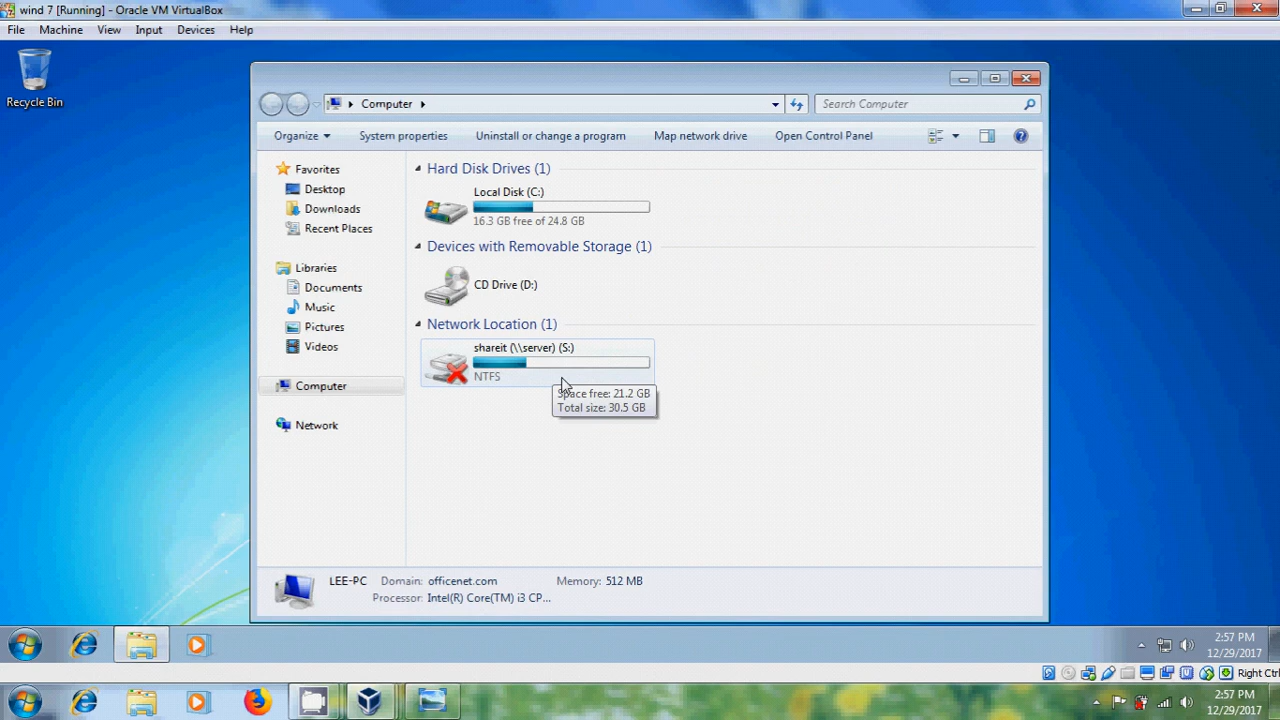 wind 7 [Running] - Oracle VM VirtualBox
File Machine View Input Devices Help
Recycle Bin
Computer
Search Computer
Organize System properties Uninstall or change a program Map network drive Open Control Panel
Favorites
Desktop
Downloads
Recent Places
Libraries
Documents
Music
Pictures
Videos
Computer
Network
Hard Disk Drives (1)
Local Disk (C:)
16.3 GB free of 24.8 GB
Devices with Removable Storage (1)
CD Drive (D:)
Network Location (1)
shareit (\\server) (S:)
NTFS
Space free: 21.2 GB
Total size: 30.5 GB
LEE-PC Domain: officenet.com Memory: 512 MB
Processor: Intel(R) Core(TM) i3 CP...
2:57 PM
12/29/2017
Right Ctrl
2:57 PM
12/29/2017